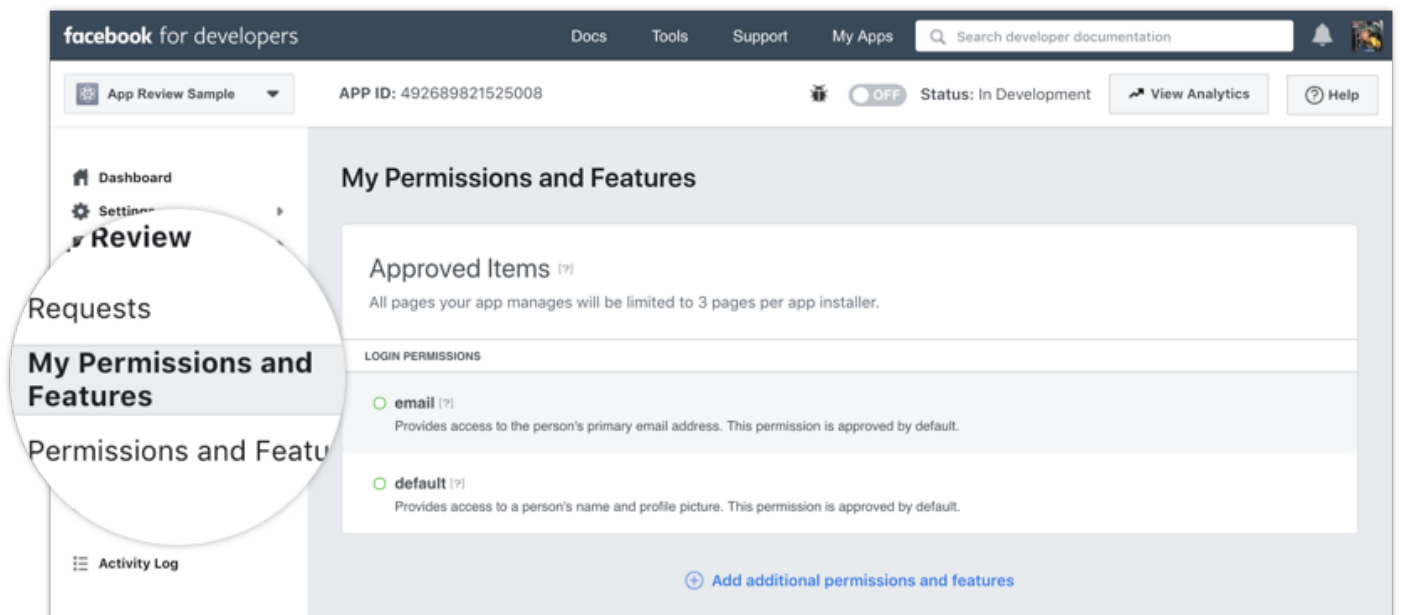 facebook for developers Docs Tools Support My Apps Search developer documentation
App Review Sample APP ID: 492689821525008 OFF Status: In Development View Analytics Help
Dashboard
Settings
Review
Requests
My Permissions and
Features
Permissions and Featu
Activity Log
My Permissions and Features
Approved Items [?]
All pages your app manages will be limited to 3 pages per app installer.
LOGIN PERMISSIONS
email [?]
Provides access to the person's primary email address. This permission is approved by default.
default [?]
Provides access to a person's name and profile picture. This permission is approved by default.
Add additional permissions and features